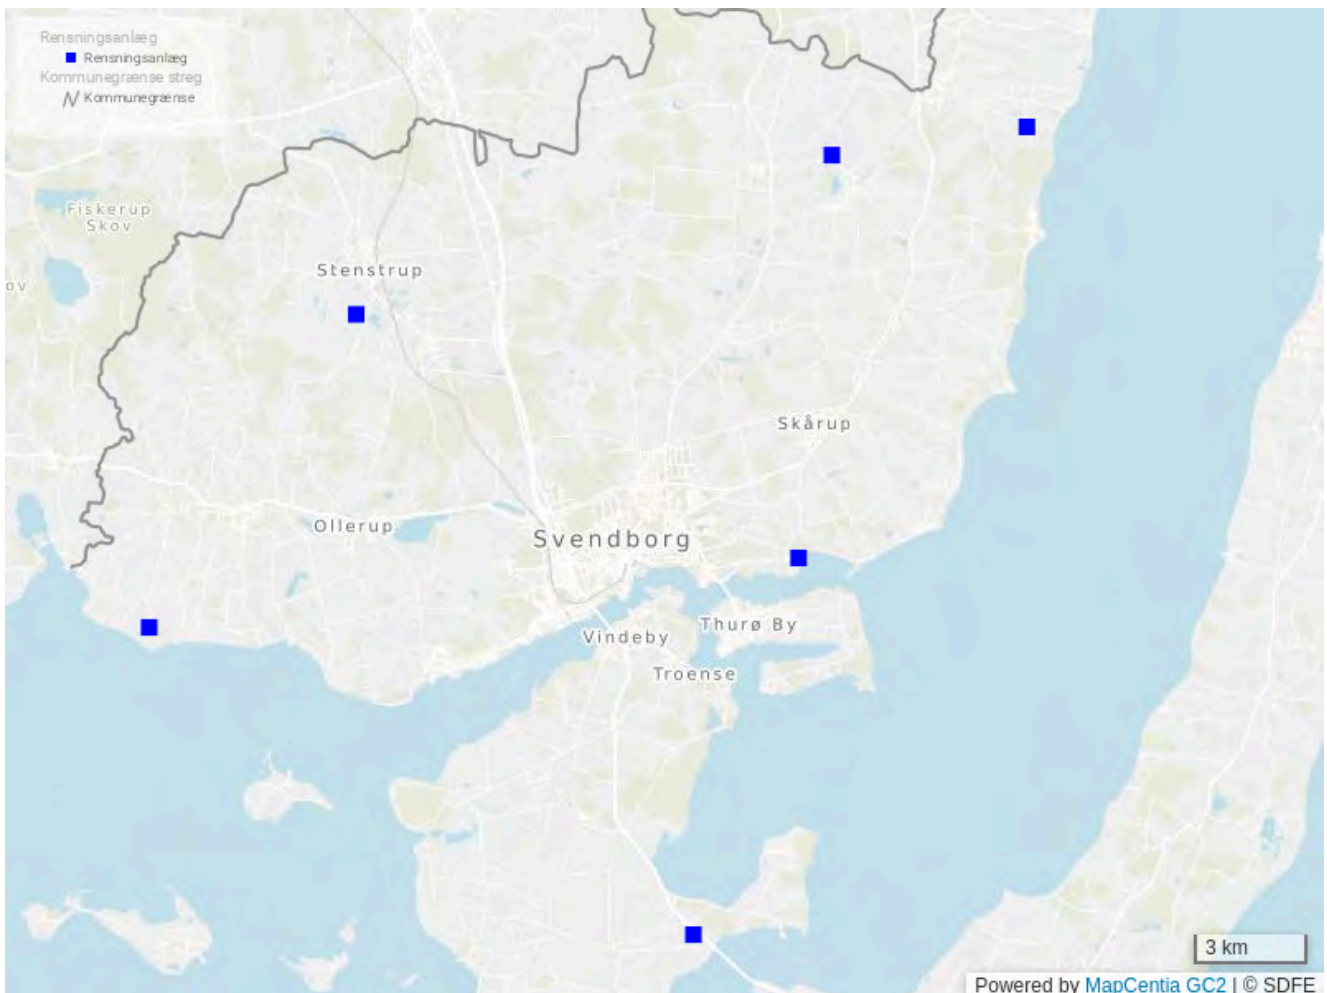 Rensningsanlæg
Rensningsanlæg
Kommunegrænse streg
Kommunegrænse
Fiskerup
Skov
ov
Stenstrup
Skårup
Ollerup
Svendborg
Thurø By
Vindeby
Troense
3 km
Powered by MapCentia GC2 | © SDFE